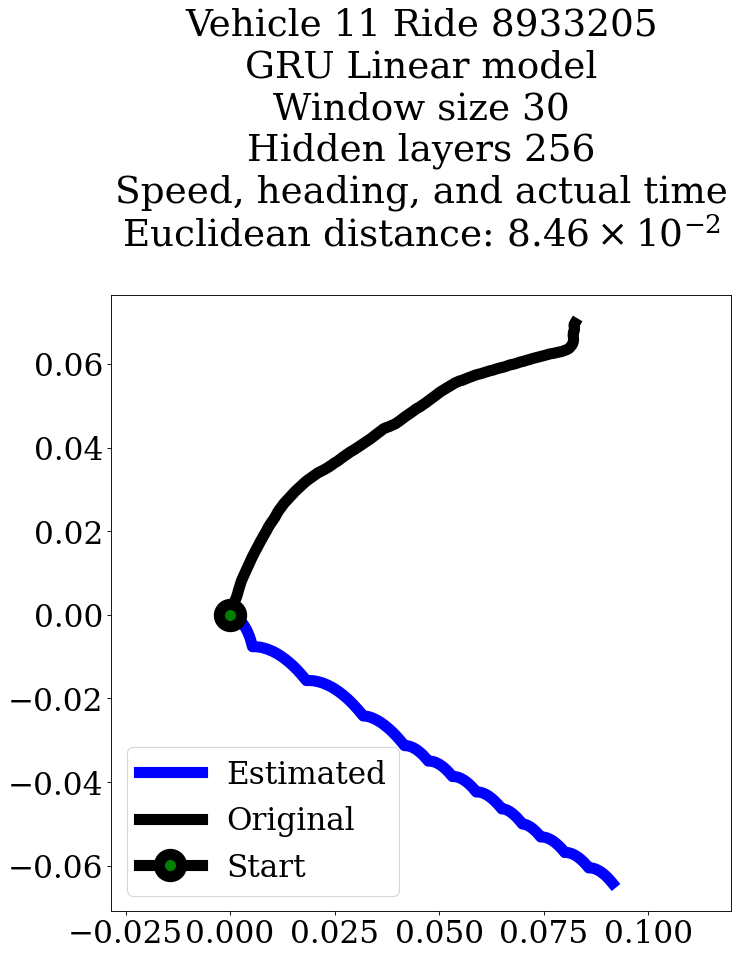 Vehicle 11 Ride 8933205
GRU Linear model
Window size 30
Hidden layers 256
Speed, heading, and actual time
Euclidean distance: 8.46 × 10⁻²
0.06
0.04
0.02
0.00
−0.02
−0.04
−0.06
Estimated
Original
Start
−0.025 0.000 0.025 0.050 0.075 0.100